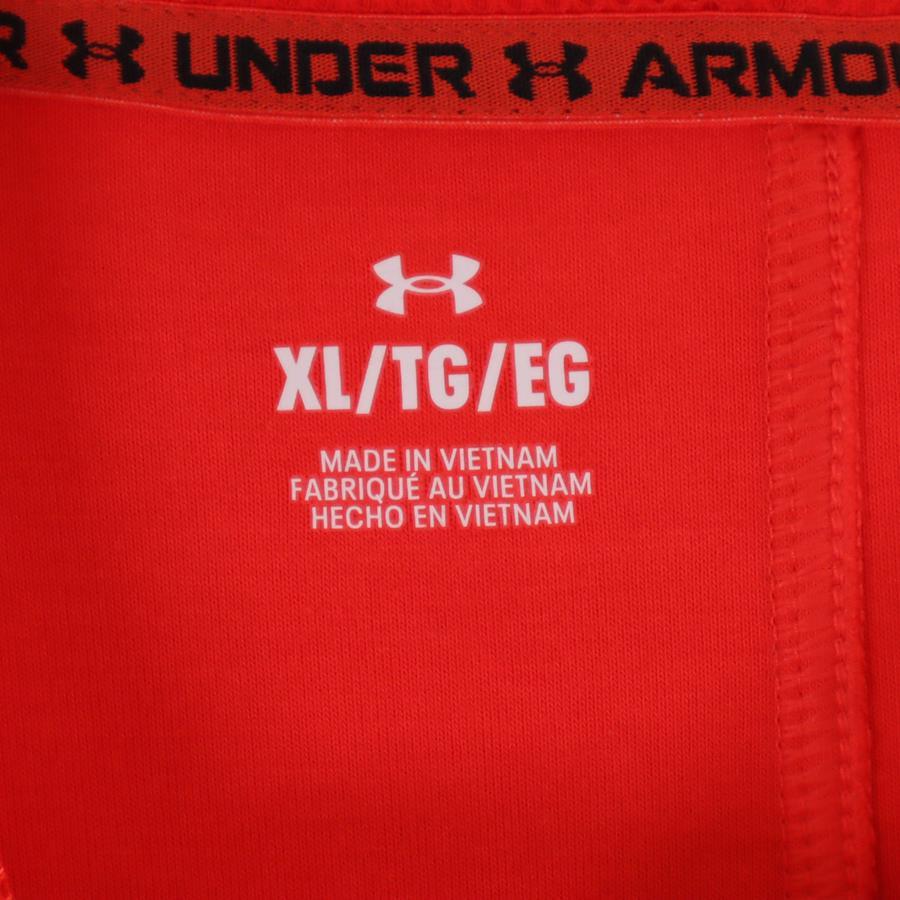 R UNDER ARMOU
XL/TG/EG
MADE IN VIETNAM
FABRIQUÉ AU VIETNAM
HECHO EN VIETNAM